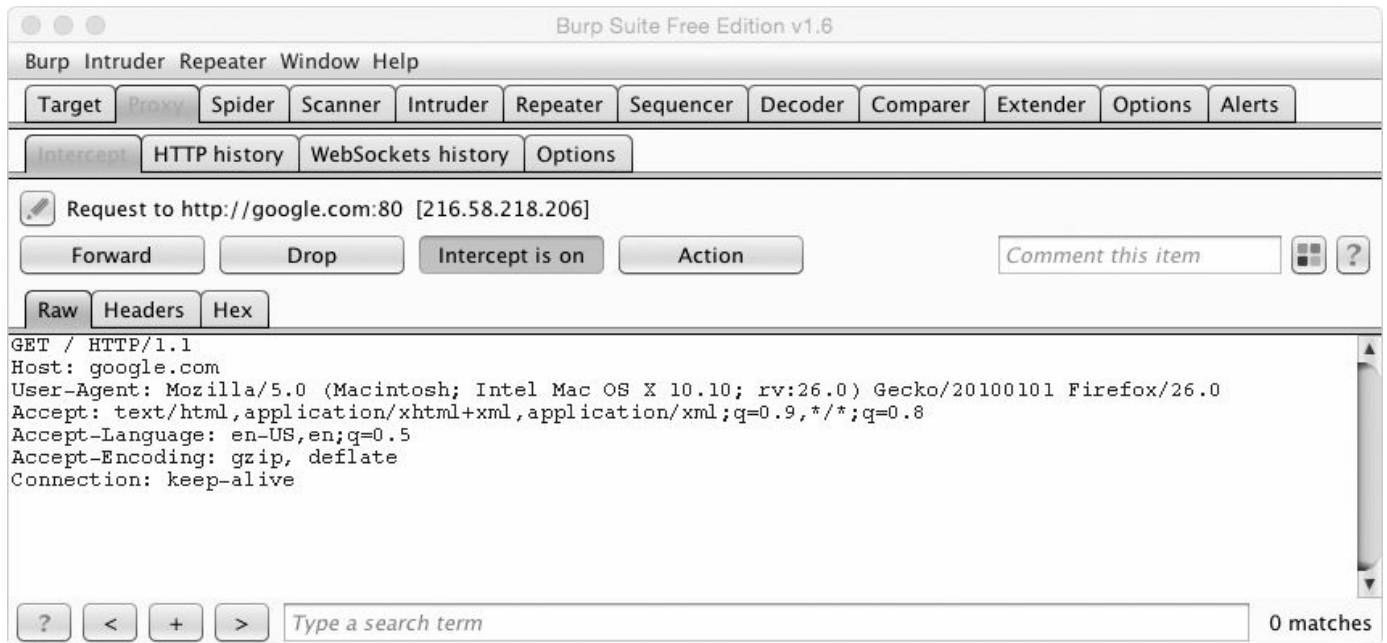 Burp Suite Free Edition v1.6
Burp Intruder Repeater Window Help
Target Proxy Spider Scanner Intruder Repeater Sequencer Decoder Comparer Extender Options Alerts
Intercept HTTP history WebSockets history Options
Request to http://google.com:80 [216.58.218.206]
Forward Drop Intercept is on Action Comment this item ?
Raw Headers Hex
GET / HTTP/1.1
Host: google.com
User-Agent: Mozilla/5.0 (Macintosh; Intel Mac OS X 10.10; rv:26.0) Gecko/20100101 Firefox/26.0
Accept: text/html,application/xhtml+xml,application/xml;q=0.9,*/*;q=0.8
Accept-Language: en-US,en;q=0.5
Accept-Encoding: gzip, deflate
Connection: keep-alive
? < + > Type a search term 0 matches